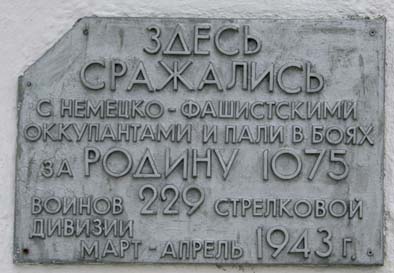 ЗДЕСЬ
СРАЖАЛИСЬ
С НЕМЕЦКО-ФАШИСТСКИМИ
ОККУПАНТАМИ И ПАЛИ В БОЯХ
ЗА РОДИНУ 1075
ВОИНОВ 229 СТРЕЛКОВОЙ
ДИВИЗИИ
МАРТ-АПРЕЛЬ 1943 Г.